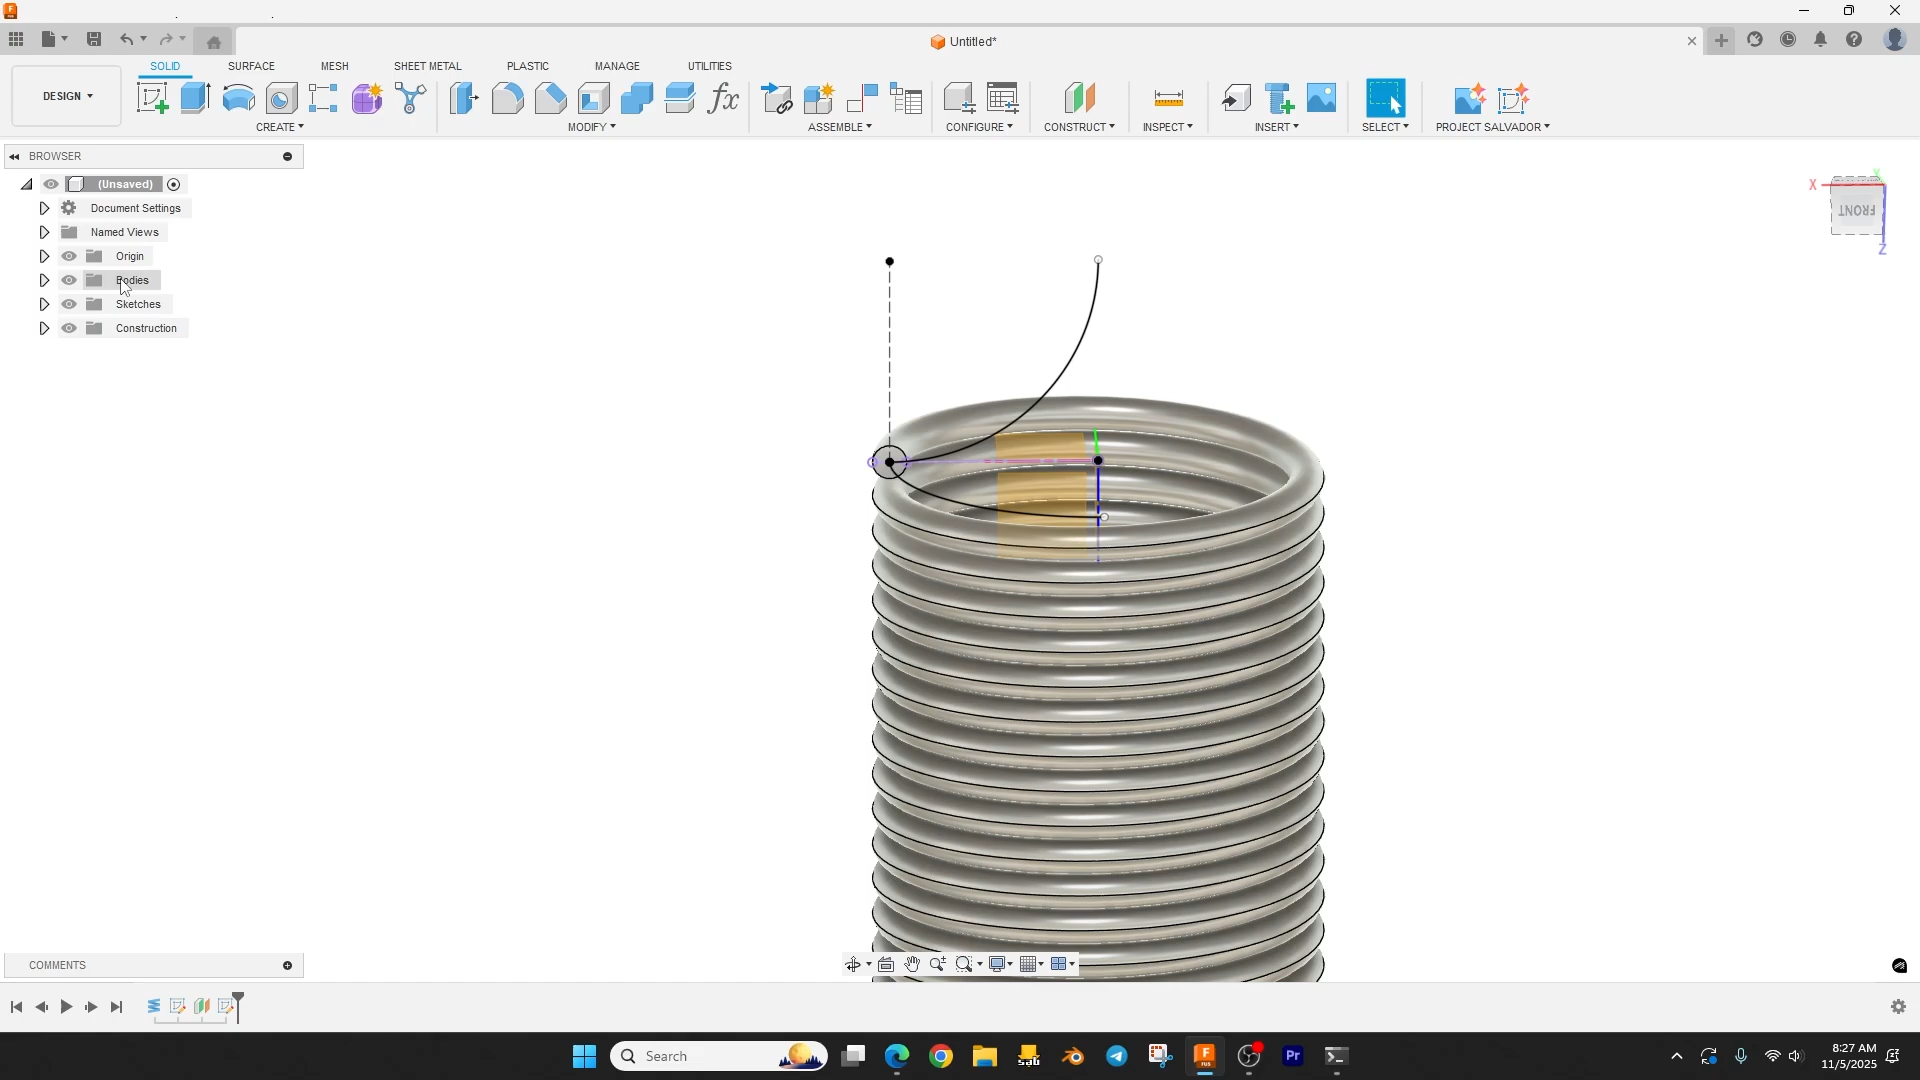 Untitled*
SOLID SURFACE MESH SHEET METAL PLASTIC MANAGE UTILITIES
DESIGN
CREATE MODIFY ASSEMBLE CONFIGURE CONSTRUCT INSPECT INSERT SELECT PROJECT SALVADOR
BROWSER
(Unsaved)
Document Settings
Named Views
Origin
Bodies
Sketches
Construction
X
FRONT
Z
COMMENTS
Search
8:27 AM
11/5/2025